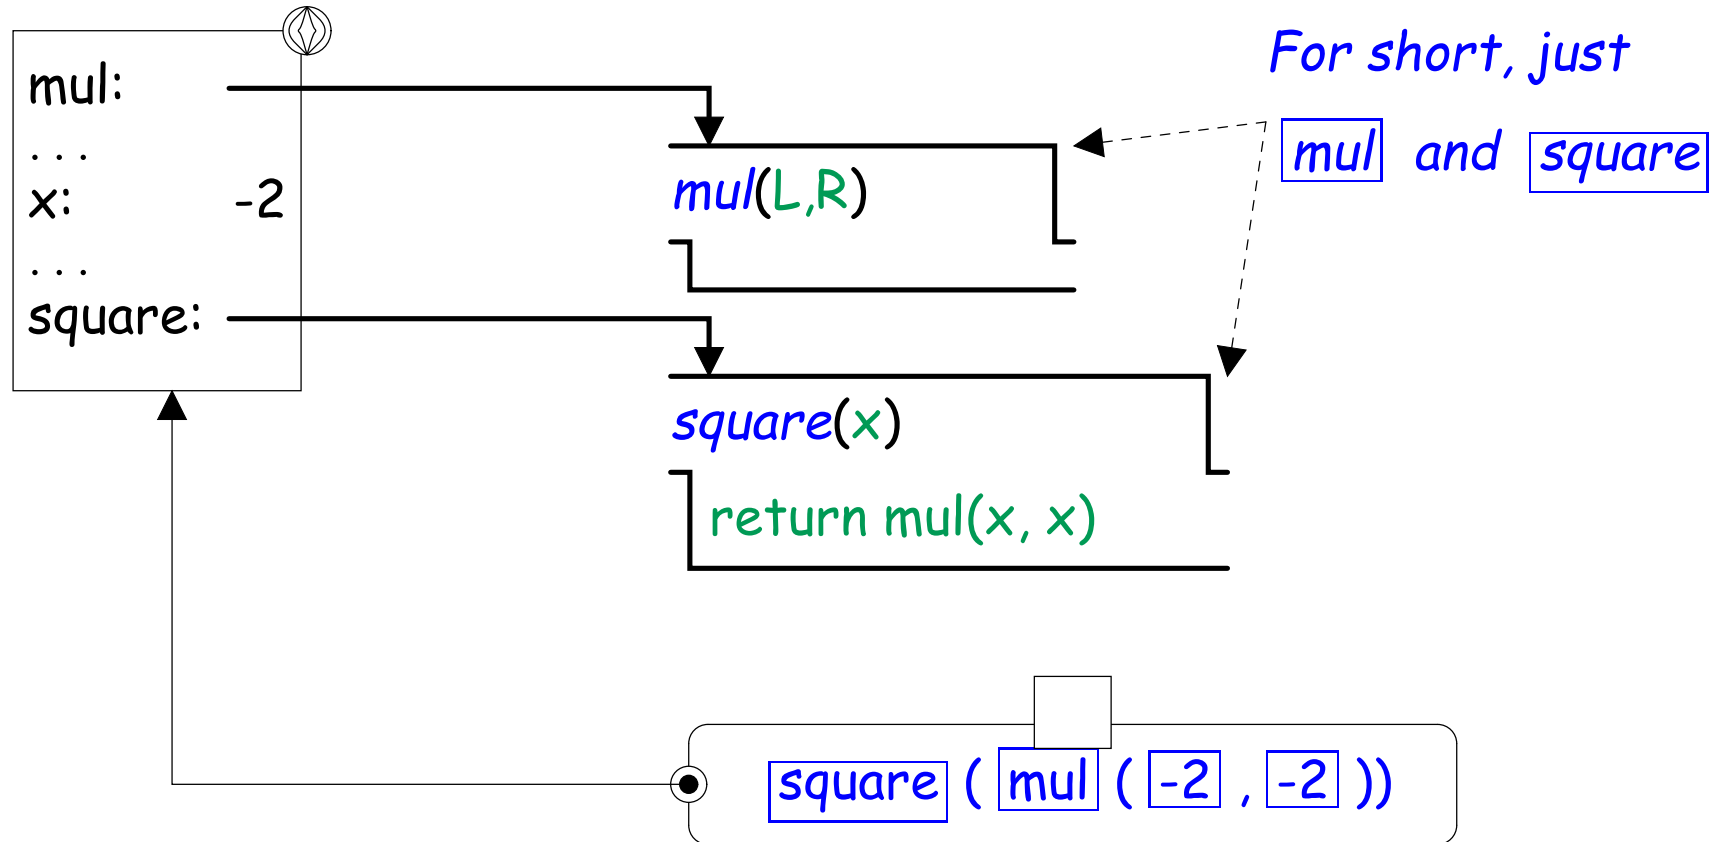 mul:
. . .
x: -2
. . .
square:
mul(L,R)
square(x)
return mul(x, x)
For short, just
mul and square
square ( mul ( -2 , -2 ))